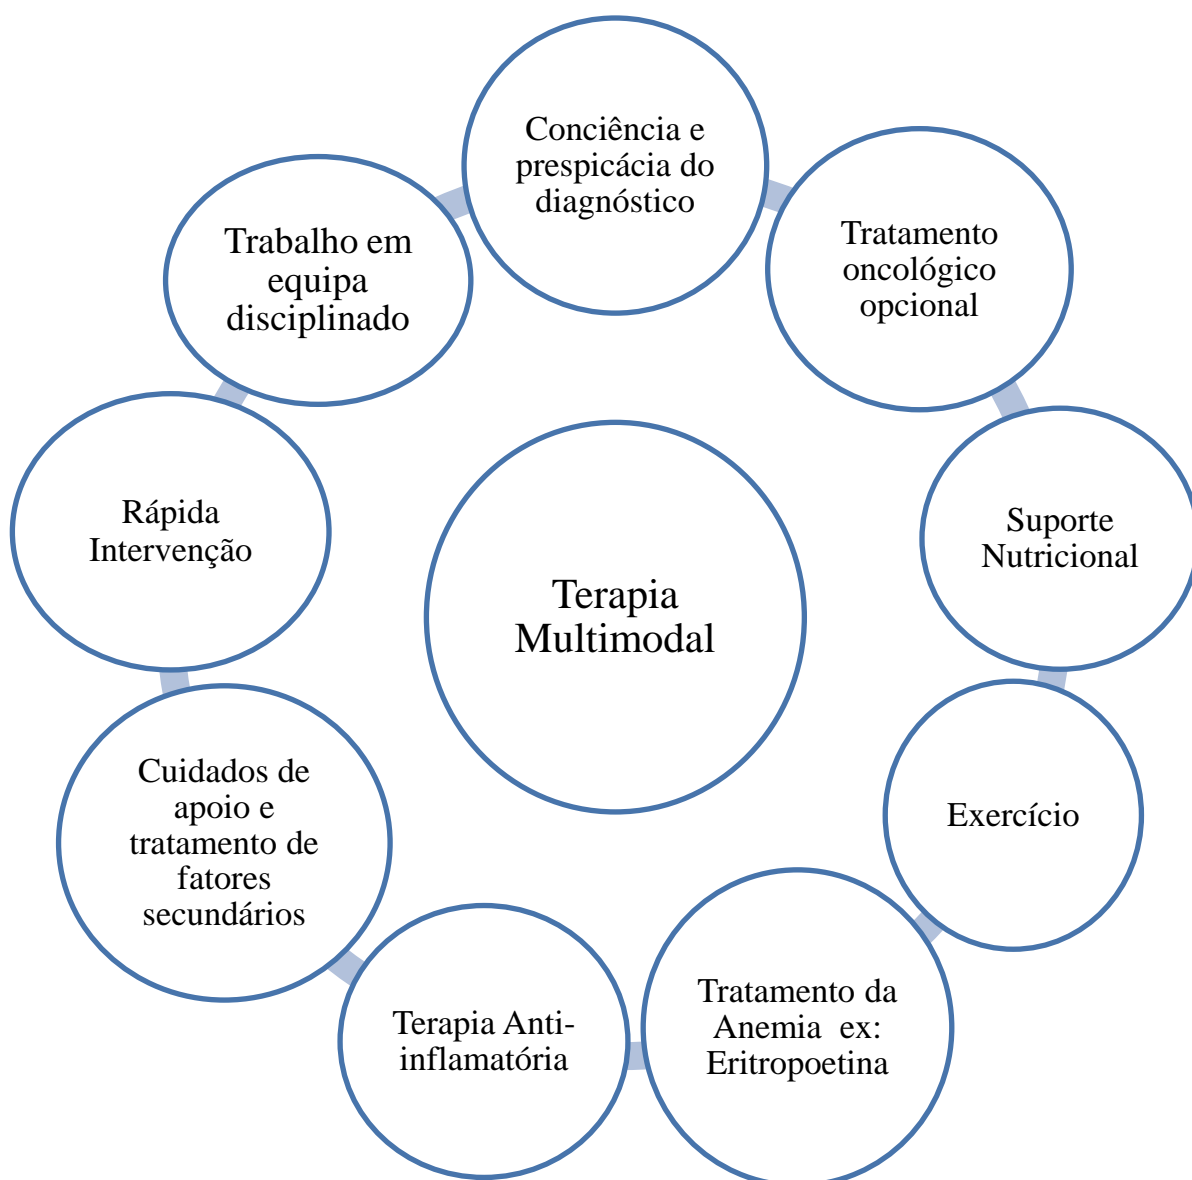 Conciência e
prespicácia do
diagnóstico
Tratamento
oncológico
opcional
Suporte
Nutricional
Exercício
Tratamento da
Anemia ex:
Eritropoetina
Terapia Anti-
inflamatória
Cuidados de
apoio e
tratamento de
fatores
secundários
Rápida
Intervenção
Trabalho em
equipa
disciplinado
Terapia
Multimodal